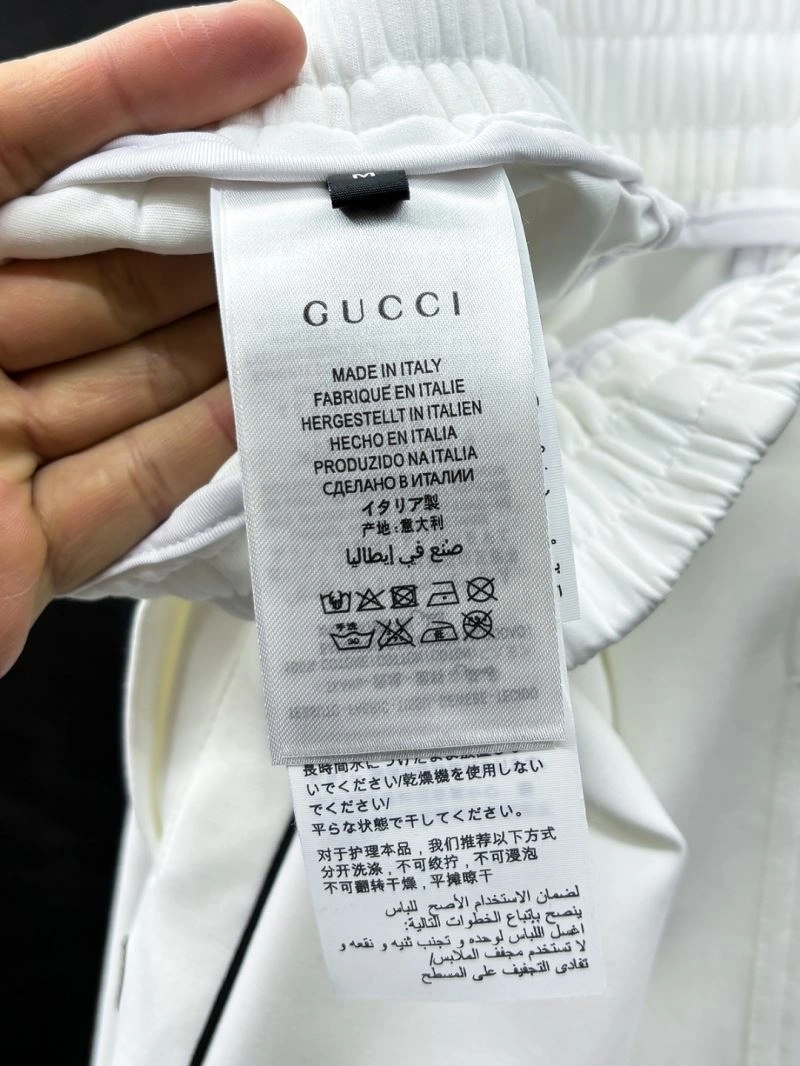 M
GUCCI
MADE IN ITALY
FABRIQUÉ EN ITALIE
HERGESTELLT IN ITALIEN
HECHO EN ITALIA
PRODUZIDO NA ITALIA
СДЕЛАНО В ИТАЛИИ
イタリア製
产地:意大利
صنع في إيطاليا
手洗
30
いでください/乾燥機を使用しない
でください/
平らな状態で干してください。
对于护理本品，我们推荐以下方式
分开洗涤，不可绞拧，不可浸泡
不可翻转干燥，平摊晾干
لضمان الاستخدام الأصح للباس
ينصح بإتباع الخطوات التالية:
اغسل اللباس لوحده و تجنب ثنيه و نقعه و
لا تستخدم مجفف الملابس/
تفادى التجفيف على المسطح